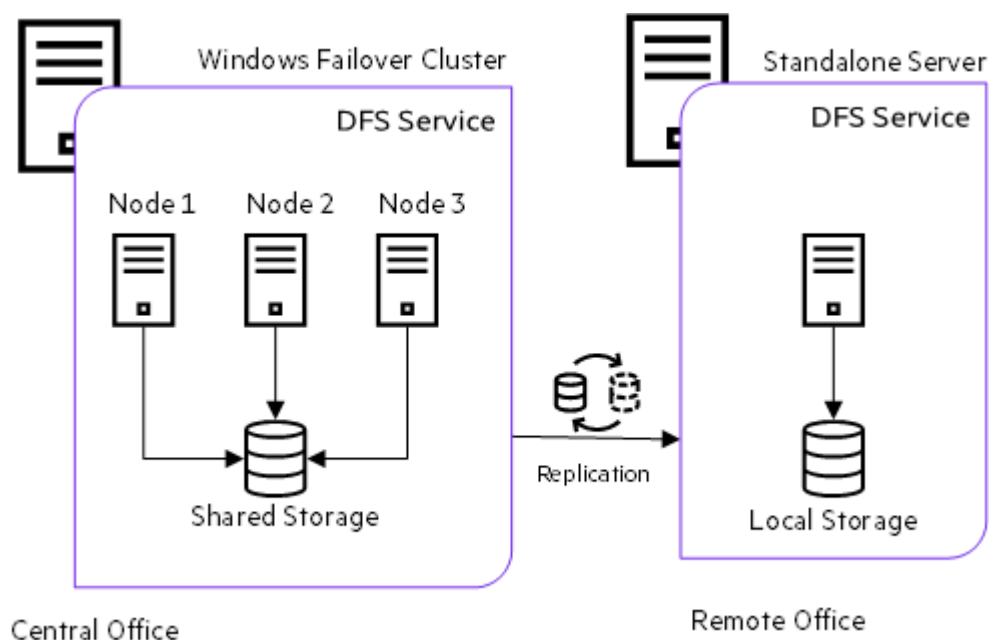 Windows Failover Cluster
DFS Service
Node 1
Node 2
Node 3
Shared Storage
Central Office
Replication
Standalone Server
DFS Service
Local Storage
Remote Office